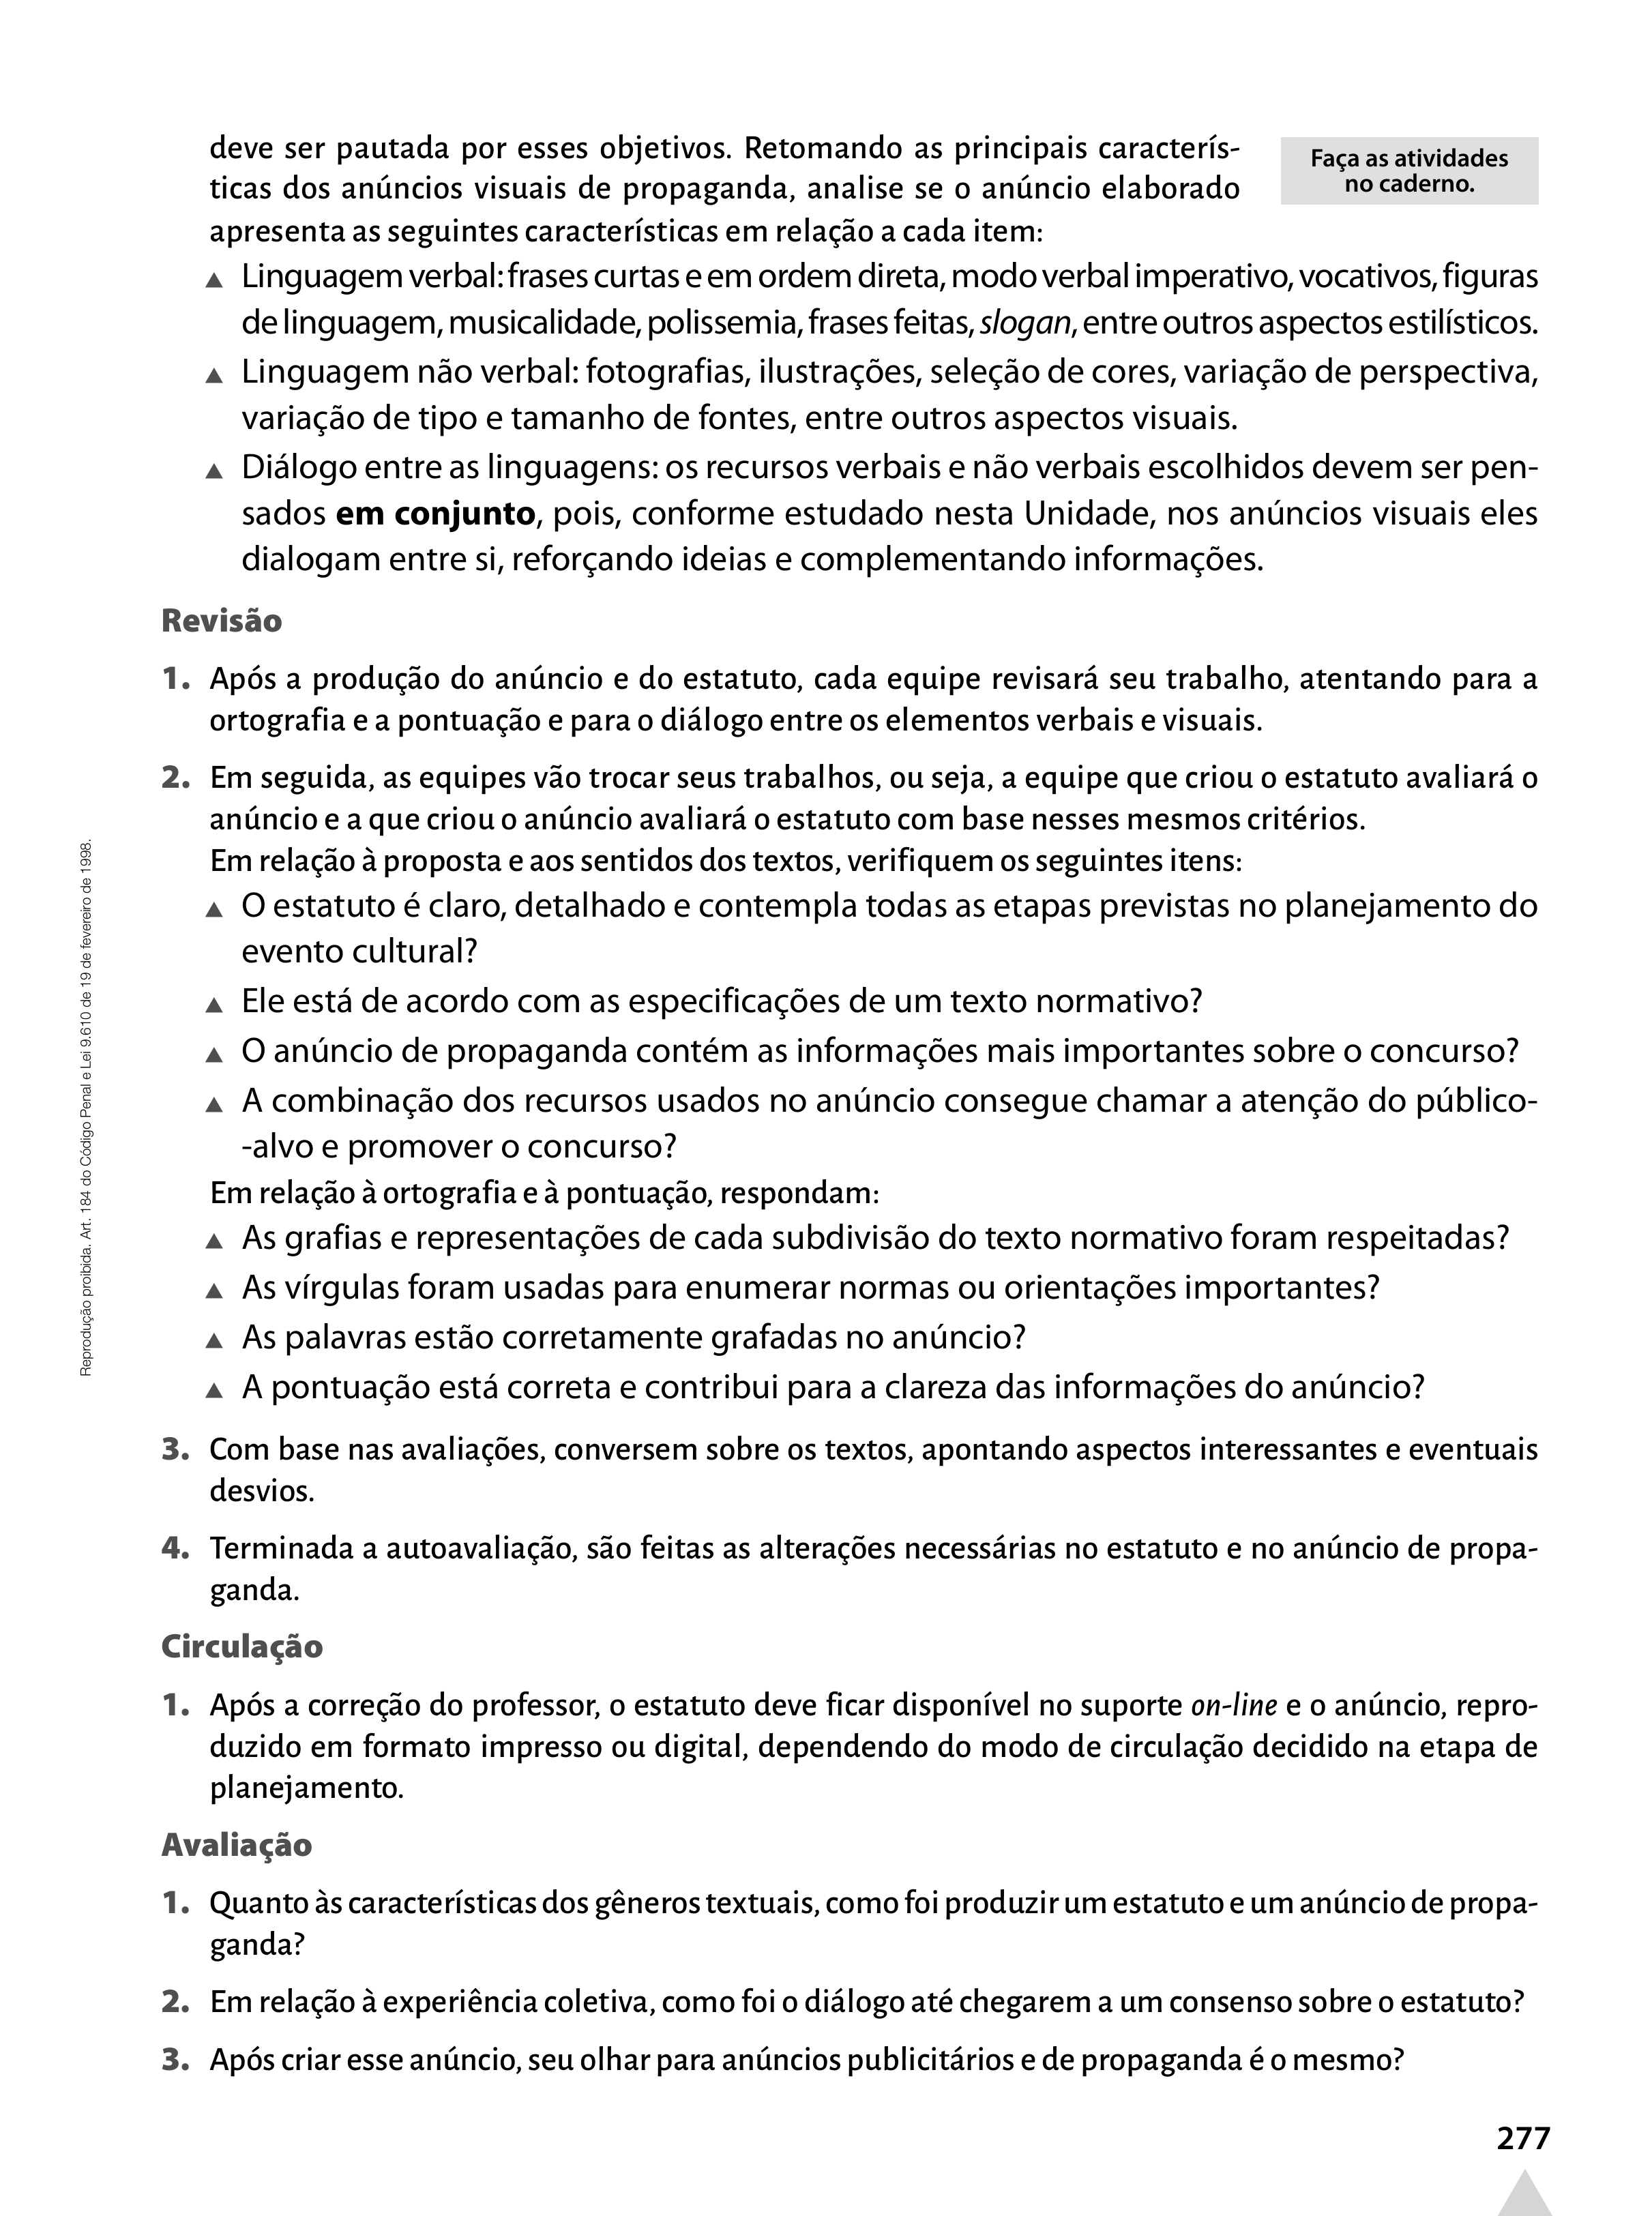 deve ser pautada por esses objetivos. Retomando as principais caracterís-
ticas dos anúncios visuais de propaganda, analise se o anúncio elaborado
apresenta as seguintes características em relação a cada item:
Faça as atividades
no caderno.
▲ Linguagem verbal: frases curtas e em ordem direta, modo verbal imperativo, vocativos, figuras
de linguagem, musicalidade, polissemia, frases feitas, slogan, entre outros aspectos estilísticos.
▲ Linguagem não verbal: fotografias, ilustrações, seleção de cores, variação de perspectiva,
variação de tipo e tamanho de fontes, entre outros aspectos visuais.
▲ Diálogo entre as linguagens: os recursos verbais e não verbais escolhidos devem ser pen-
sados em conjunto, pois, conforme estudado nesta Unidade, nos anúncios visuais eles
dialogam entre si, reforçando ideias e complementando informações.
Revisão
1. Após a produção do anúncio e do estatuto, cada equipe revisará seu trabalho, atentando para a
ortografia e a pontuação e para o diálogo entre os elementos verbais e visuais.
2. Em seguida, as equipes vão trocar seus trabalhos, ou seja, a equipe que criou o estatuto avaliará o
anúncio e a que criou o anúncio avaliará o estatuto com base nesses mesmos critérios.
Em relação à proposta e aos sentidos dos textos, verifiquem os seguintes itens:
▲ O estatuto é claro, detalhado e contempla todas as etapas previstas no planejamento do
evento cultural?
▲ Ele está de acordo com as especificações de um texto normativo?
▲ O anúncio de propaganda contém as informações mais importantes sobre o concurso?
▲ A combinação dos recursos usados no anúncio consegue chamar a atenção do público-
-alvo e promover o concurso?
Em relação à ortografia e à pontuação, respondam:
▲ As grafias e representações de cada subdivisão do texto normativo foram respeitadas?
▲ As vírgulas foram usadas para enumerar normas ou orientações importantes?
▲ As palavras estão corretamente grafadas no anúncio?
▲ A pontuação está correta e contribui para a clareza das informações do anúncio?
3. Com base nas avaliações, conversem sobre os textos, apontando aspectos interessantes e eventuais
desvios.
4. Terminada a autoavaliação, são feitas as alterações necessárias no estatuto e no anúncio de propa-
ganda.
Circulação
1. Após a correção do professor, o estatuto deve ficar disponível no suporte on-line e o anúncio, repro-
duzido em formato impresso ou digital, dependendo do modo de circulação decidido na etapa de
planejamento.
Avaliação
1. Quanto às características dos gêneros textuais, como foi produzir um estatuto e um anúncio de propa-
ganda?
2. Em relação à experiência coletiva, como foi o diálogo até chegarem a um consenso sobre o estatuto?
3. Após criar esse anúncio, seu olhar para anúncios publicitários e de propaganda é o mesmo?
Reprodução proibida. Art. 184 do Código Penal e Lei 9.610 de 19 de fevereiro de 1998.
277